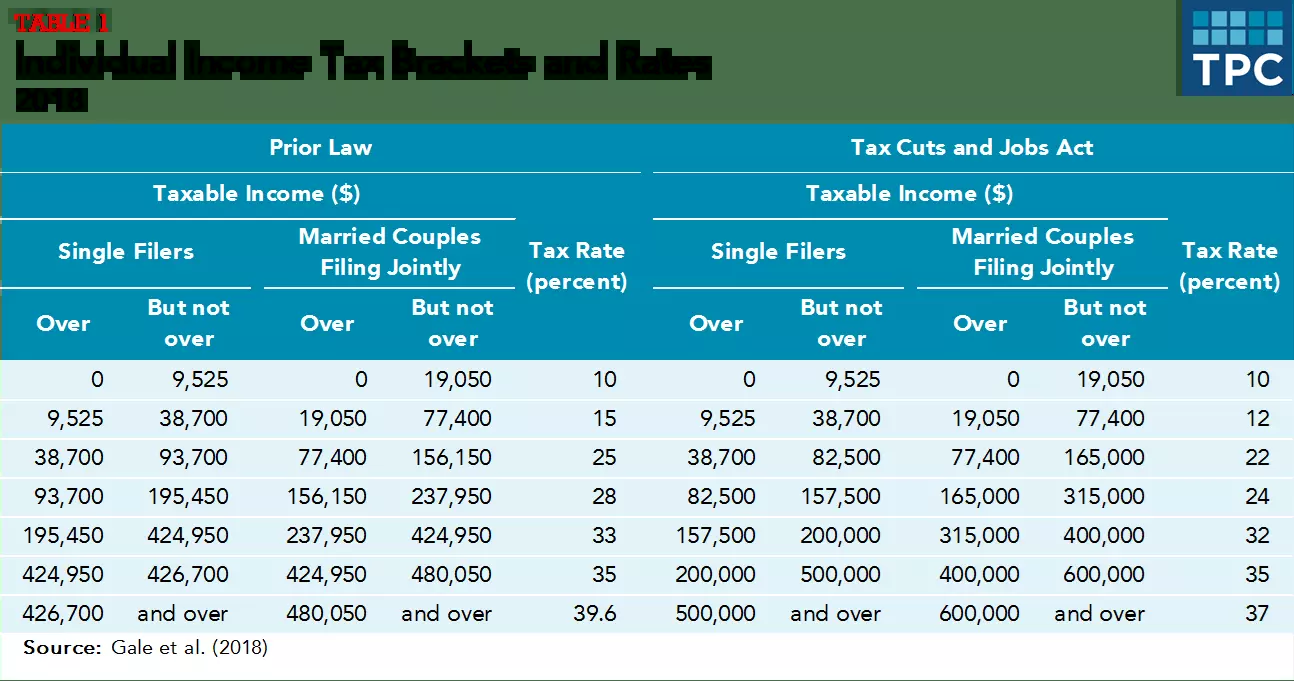 TABLE 1
TPC
Individual Income Tax Brackets and Rates
2018
Prior Law Tax Cuts and Jobs Act
Taxable Income ($) Taxable Income ($)
Single Filers Married Couples Filing Jointly Tax Rate (percent) Single Filers Married Couples Filing Jointly Tax Rate (percent)
Over But not over Over But not over Over But not over Over But not over
0 9,525 0 19,050 10 0 9,525 0 19,050 10
9,525 38,700 19,050 77,400 15 9,525 38,700 19,050 77,400 12
38,700 93,700 77,400 156,150 25 38,700 82,500 77,400 165,000 22
93,700 195,450 156,150 237,950 28 82,500 157,500 165,000 315,000 24
195,450 424,950 237,950 424,950 33 157,500 200,000 315,000 400,000 32
424,950 426,700 424,950 480,050 35 200,000 500,000 400,000 600,000 35
426,700 and over 480,050 and over 39.6 500,000 and over 600,000 and over 37
Source: Gale et al. (2018)